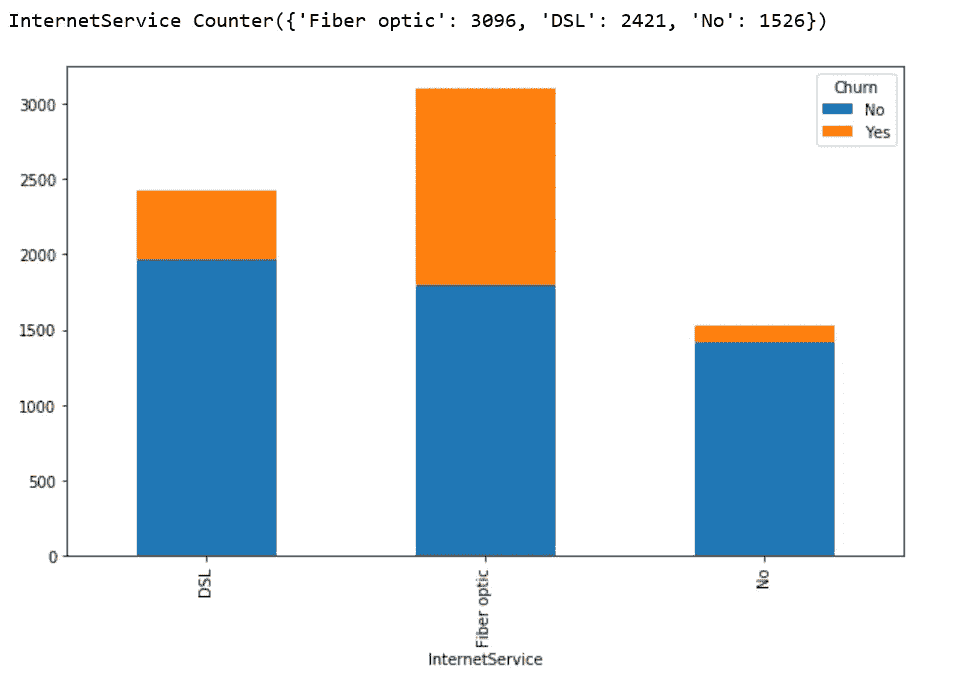 InternetService Counter({'Fiber optic': 3096, 'DSL': 2421, 'No': 1526})
Churn
No
Yes
3000
2500
2000
1500
1000
500
0
DSL
Fiber optic
No
InternetService